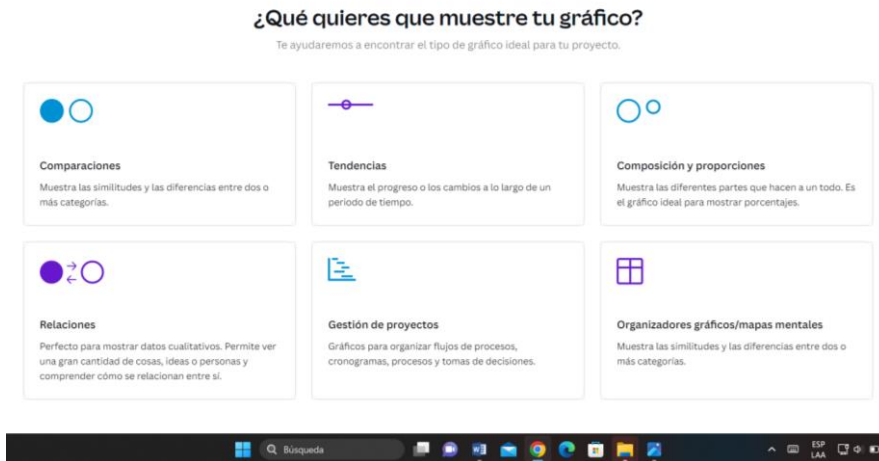 ¿Qué quieres que muestre tu gráfico?
Te ayudaremos a encontrar el tipo de gráfico ideal para tu proyecto.
Comparaciones
Muestra las similitudes y las diferencias entre dos o
más categorías.
Tendencias
Muestra el progreso o los cambios a lo largo de un
periodo de tiempo.
Composición y proporciones
Muestra las diferentes partes que hacen a un todo. Es
el gráfico ideal para mostrar porcentajes.
Relaciones
Perfecto para mostrar datos cualitativos. Permite ver
una gran cantidad de cosas, ideas o personas y
comprender cómo se relacionan entre sí.
Gestión de proyectos
Gráficos para organizar flujos de procesos,
cronogramas, procesos y tomas de decisiones.
Organizadores gráficos/mapas mentales
Muestra las similitudes y las diferencias entre dos o
más categorías.
Búsqueda
ESP
LAA